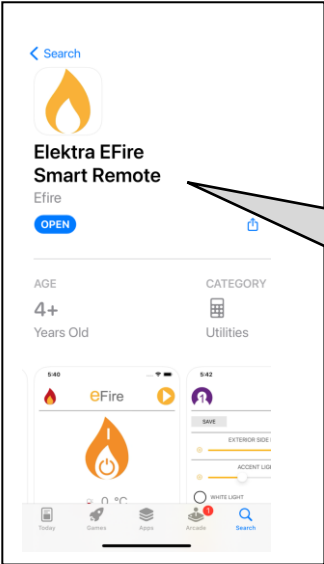 Search
Elektra EFire
Smart Remote
Efire
OPEN
AGE
CATEGORY
4+
Years Old
Utilities
5:40
5:42
eFire
SAVE
EXTERIOR SIDE
ACCENT LIG
0 °C
WHITE LIGHT
1
Today
Games
Apps
Arcade
Search